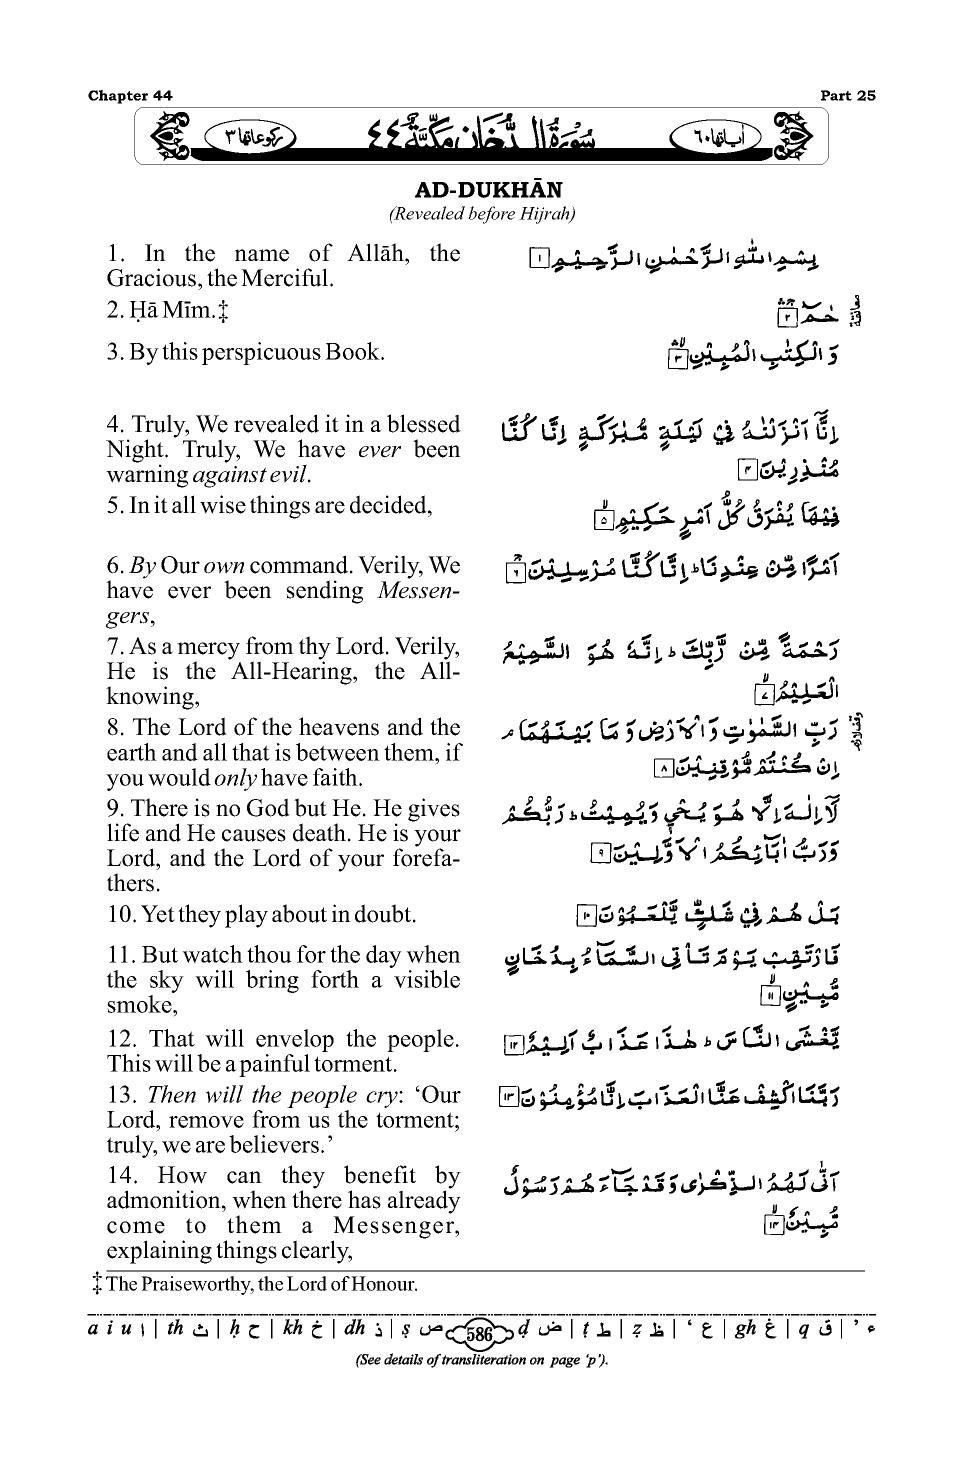 Chapter 44 Part 25
رکوعاتها ٣ سُوْرَةُ الدُّخَانِ مَكِّيَّةٌ ٤٤ اٰیاتها ٦٠
AD-DUKHĀN
(Revealed before Hijrah)
1. In the name of Allāh, the
Gracious, the Merciful.
بِسْمِ اللّٰهِ الرَّحْمٰنِ الرَّحِيْمِ ١
2. Ḥā Mīm.‡
حٰمٓ ٢
معانقة
3. By this perspicuous Book.
وَ الْكِتٰبِ الْمُبِيْنِ ٣
4. Truly, We revealed it in a blessed
Night. Truly, We have ever been
warning against evil.
اِنَّاۤ اَنْزَلْنٰهُ فِيْ لَيْلَةٍ مُّبٰرَكَةٍ اِنَّا كُنَّا
مُنْذِرِيْنَ ٤
5. In it all wise things are decided,
فِيْهَا يُفْرَقُ كُلُّ اَمْرٍ حَكِيْمٍ ٥
6. By Our own command. Verily, We
have ever been sending Messen-
gers,
اَمْرًا مِّنْ عِنْدِنَا ؕ اِنَّا كُنَّا مُرْسِلِيْنَ ٦
7. As a mercy from thy Lord. Verily,
He is the All-Hearing, the All-
knowing,
رَحْمَةً مِّنْ رَّبِّكَ ؕ اِنَّهٗ هُوَ السَّمِيْعُ
الْعَلِيْمُ ٧
8. The Lord of the heavens and the
earth and all that is between them, if
you would only have faith.
رَبِّ السَّمٰوٰتِ وَ الْاَرْضِ وَ مَا بَيْنَهُمَا ۘ
اِنْ كُنْتُمْ مُّوْقِنِيْنَ ٨
9. There is no God but He. He gives
life and He causes death. He is your
Lord, and the Lord of your forefa-
thers.
لَاۤ اِلٰهَ اِلَّا هُوَ يُحْيٖ وَ يُمِيْتُ ؕ رَبُّكُمْ
وَرَبُّ اٰبَآئِكُمُ الْاَوَّلِيْنَ ٩
10. Yet they play about in doubt.
بَلْ هُمْ فِيْ شَكٍّ يَّلْعَبُوْنَ ١٠
11. But watch thou for the day when
the sky will bring forth a visible
smoke,
فَارْتَقِبْ يَوْمَ تَاْتِي السَّمَآءُ بِدُخَانٍ
مُّبِيْنٍ ١١
12. That will envelop the people.
This will be a painful torment.
يَّغْشَى النَّاسَ ؕ هٰذَا عَذَابٌ اَلِيْمٌ ١٢
13. Then will the people cry: ‘Our
Lord, remove from us the torment;
truly, we are believers.’
رَبَّنَا اكْشِفْ عَنَّا الْعَذَابَ اِنَّا مُؤْمِنُوْنَ ١٣
14. How can they benefit by
admonition, when there has already
come to them a Messenger,
explaining things clearly,
اَنّٰى لَهُمُ الذِّكْرٰى وَ قَدْ جَآءَ هُمْ رَسُوْلٌ
مُّبِيْنٌ ١٤
‡ The Praiseworthy, the Lord of Honour.
a i u ا | th ث | ḥ ح | kh خ | dh ذ | ṣ ص 586 ḍ ض | ṭ ط | ẓ ظ | ‘ ع | gh غ | q ق | ’ ء
(See details of transliteration on page ‘p’).